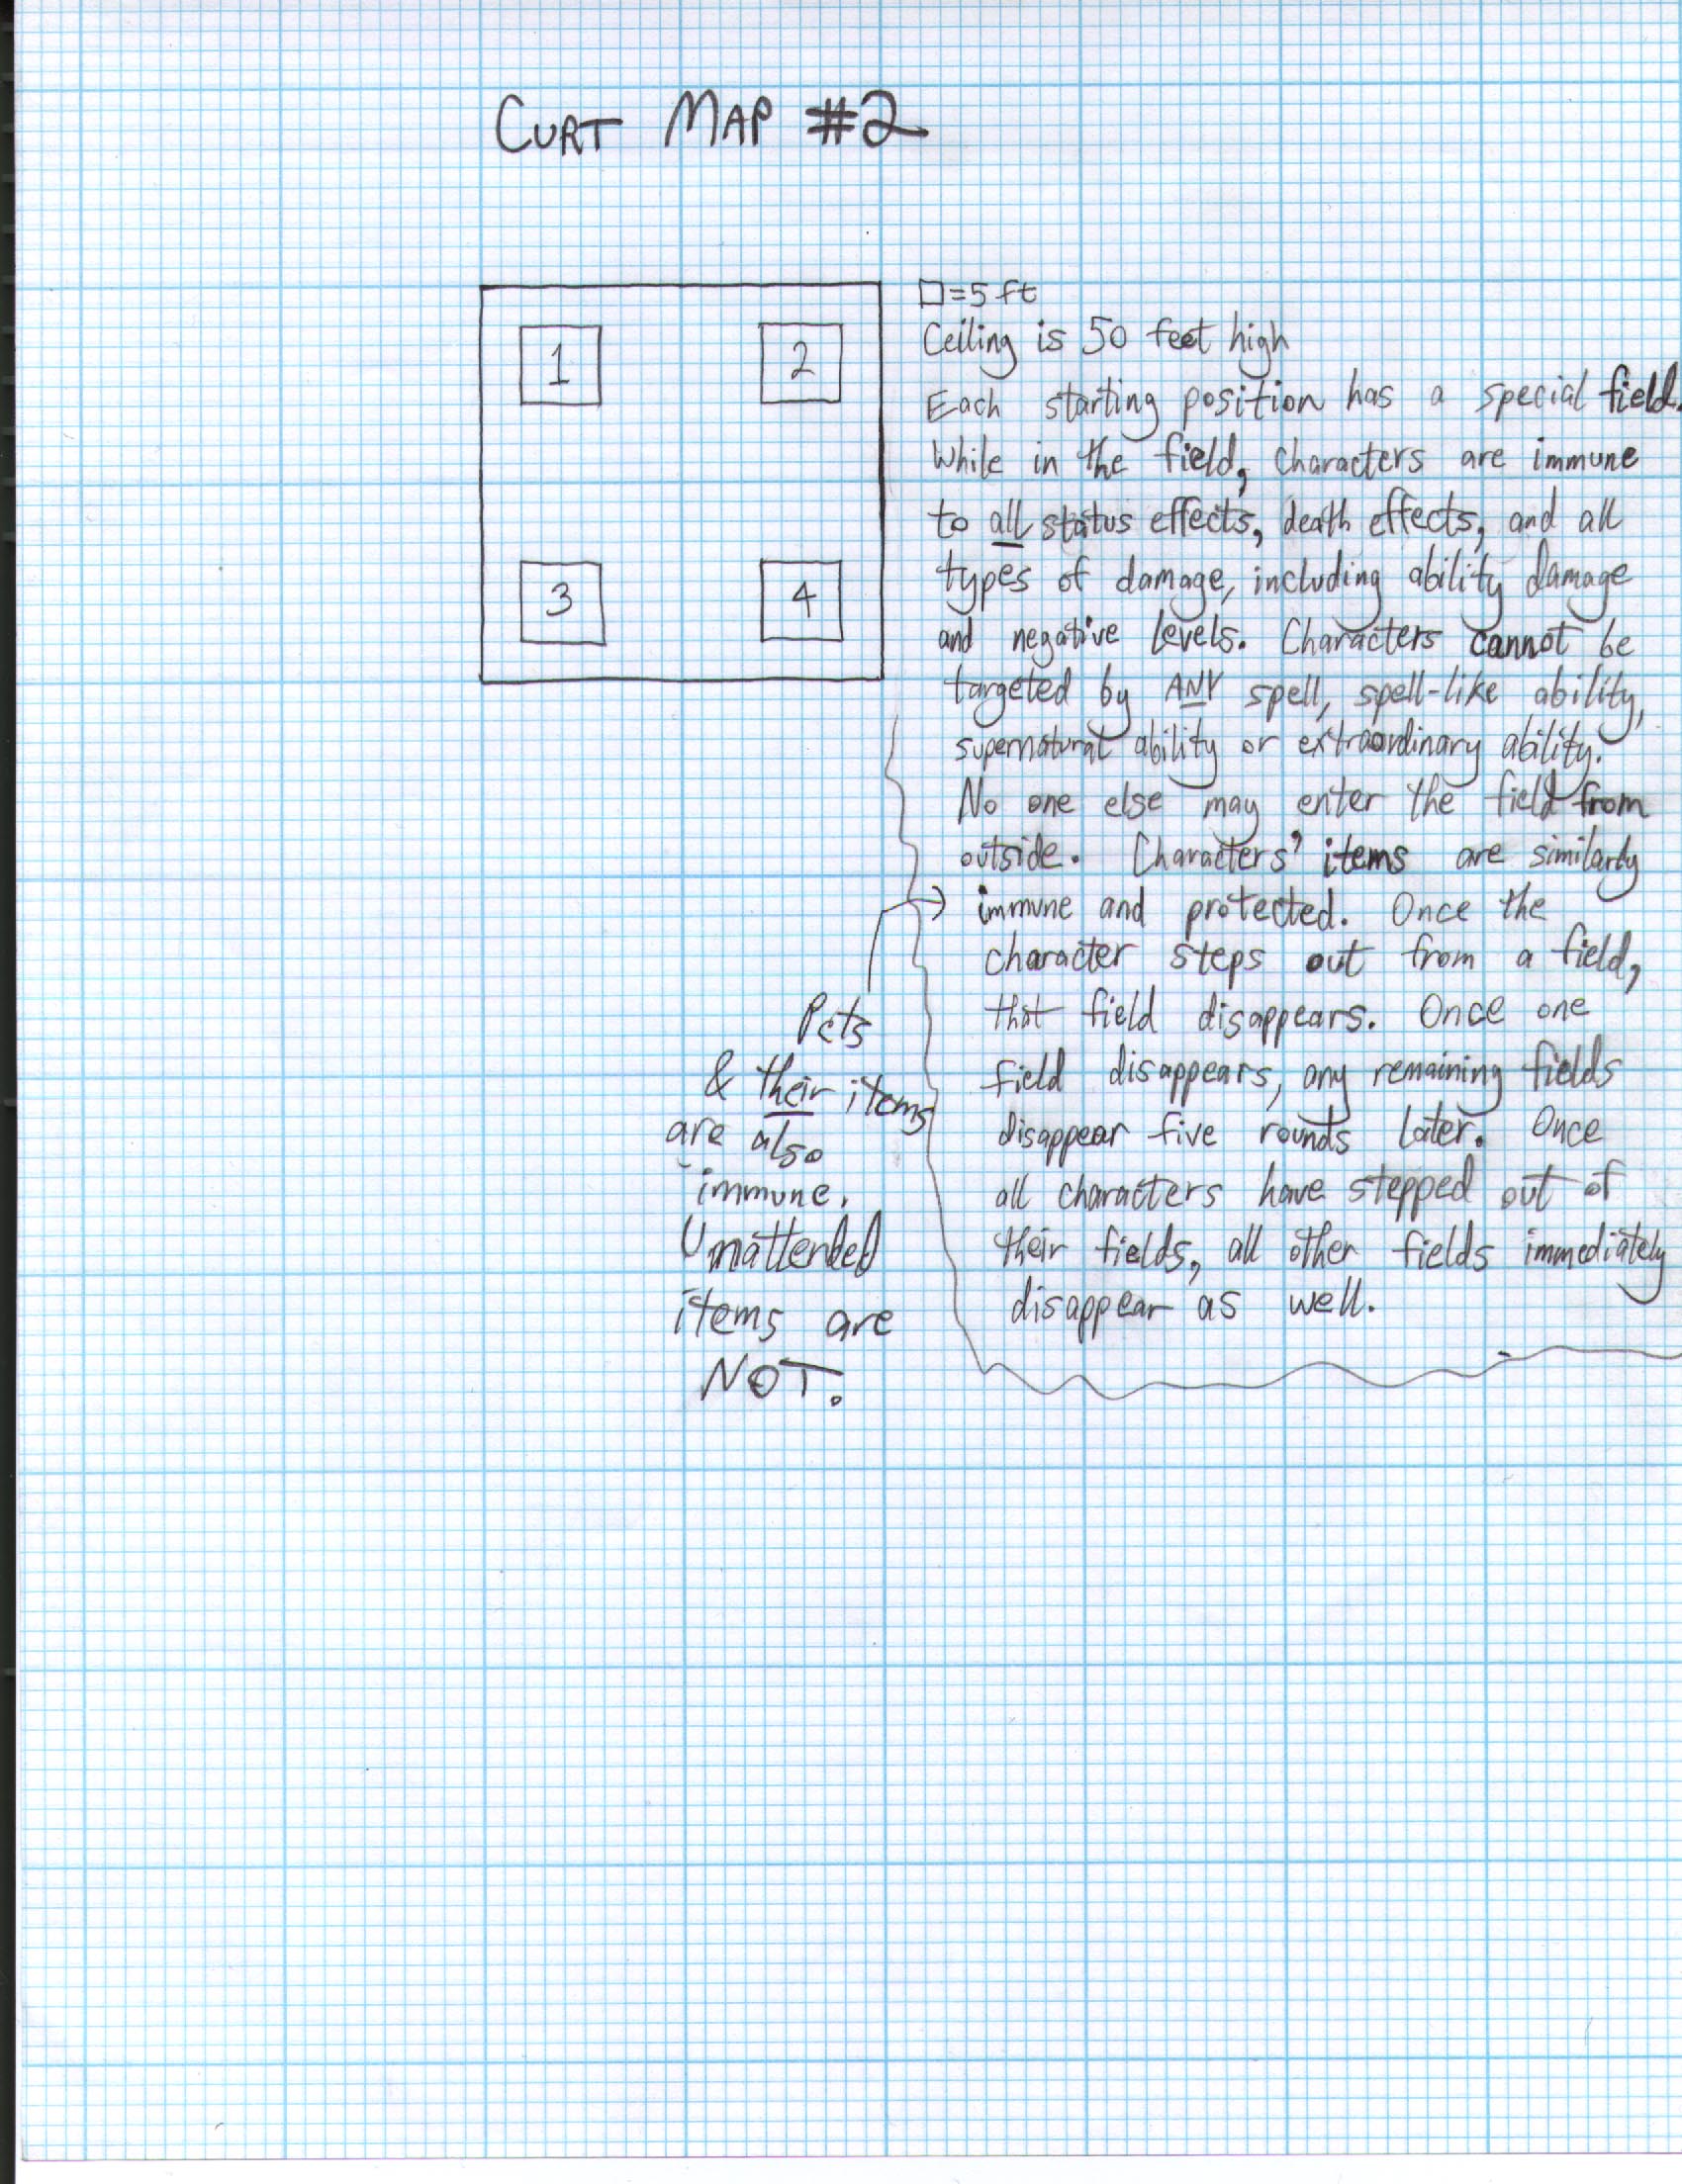 CURT MAP #2
1
2
3
4
□=5 ft
Ceiling is 50 feet high
Each starting position has a special field.
While in the field, characters are immune
to all status effects, death effects, and all
types of damage, including ability damage
and negative levels. Characters cannot be
targeted by ANY spell, spell-like ability,
supernatural ability or extraordinary ability.
No one else may enter the field from
outside. Characters' items are similarly
immune and protected. Once the
character steps out from a field,
that field disappears. Once one
field disappears, any remaining fields
disappear five rounds later. Once
all characters have stepped out of
their fields, all other fields immediately
disappear as well.
Pets
& their items
are also
immune.
Unattended
items are
NOT.